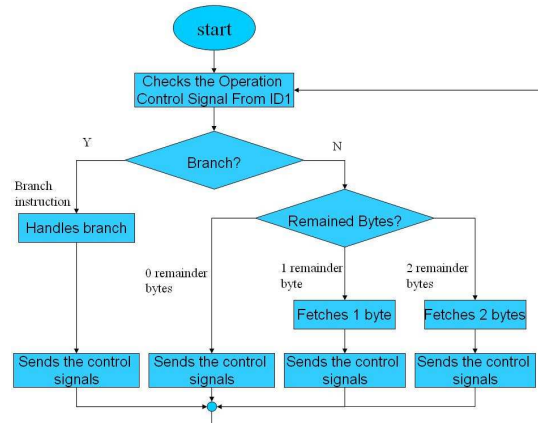 start
Checks the Operation
Control Signal From ID1
Y
N
Branch?
Branch
instruction
Handles branch
Remained Bytes?
0 remainder
bytes
1 remainder
byte
2 remainder
bytes
Fetches 1 byte
Fetches 2 bytes
Sends the control
signals
Sends the control
signals
Sends the control
signals
Sends the control
signals